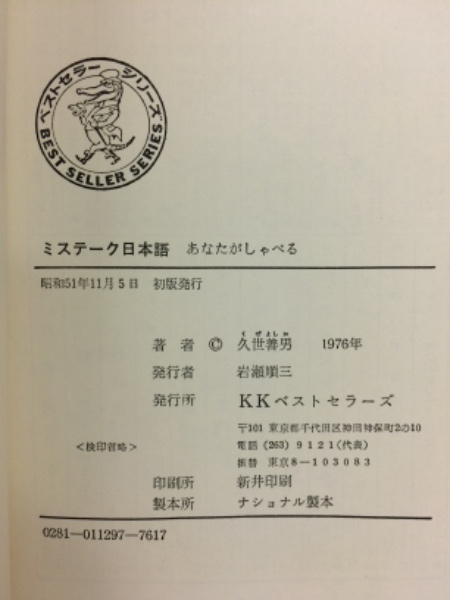 ベストセラーシリーズ
BEST SELLER SERIES
ミステーク日本語 あなたがしゃべる
昭和51年11月5日 初版発行
著者 © 久世善男 1976年
くぜよしお
発行者 岩瀬順三
発行所 KKベストセラーズ
〒101 東京都千代田区神田神保町2の10
電話 (263) 9121(代表)
振替 東京8-103083
<検印省略>
印刷所 新井印刷
製本所 ナショナル製本
0281-011297-7617